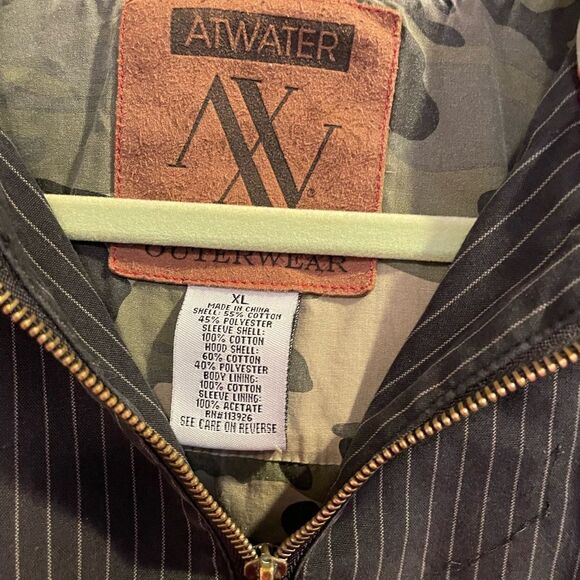 ATWATER
AV
®
OUTERWEAR
XL
MADE IN CHINA
SHELL: 55% COTTON
45% POLYESTER
SLEEVE SHELL:
100% COTTON
HOOD SHELL:
60% COTTON
40% POLYESTER
BODY LINING:
100% COTTON
SLEEVE LINING:
100% ACETATE
RN#113926
SEE CARE ON REVERSE